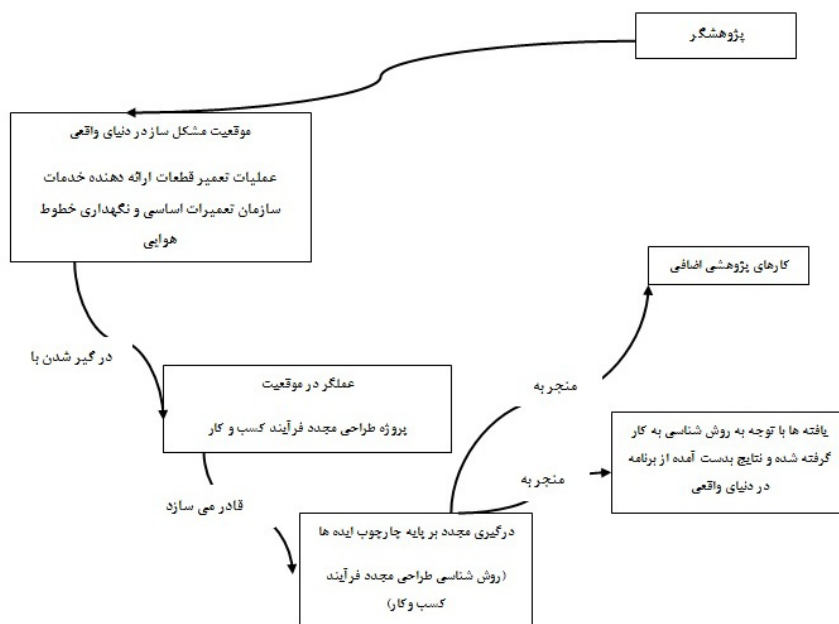 پژوهشگر
موقعیت مشکل ساز در دنیای واقعی
عملیات تعمیر قطعات ارائه دهنده خدمات
سازمان تعمیرات اساسی و نگهداری خطوط
هوایی
کارهای پژوهشی اضافی
در گیر شدن با
عملگر در موقعیت
پروژه طراحی مجدد فرآیند کسب و کار
منجر به
یافته ها با توجه به روش شناسی به کار
گرفته شده و نتایج بدست آمده از برنامه
در دنیای واقعی
منجر به
قادر می سازد
درگیری مجدد بر پایه چارچوب ایده ها
(روش شناسی طراحی مجدد فرآیند
کسب وکار)